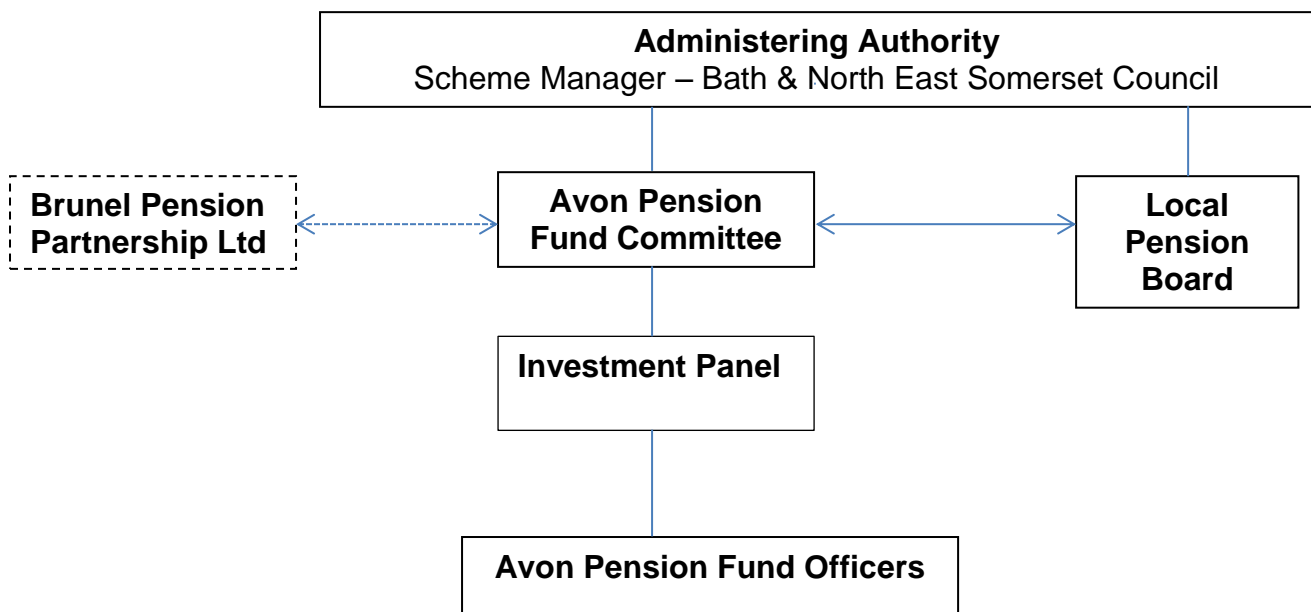 Administering Authority
Scheme Manager – Bath & North East Somerset Council
Brunel Pension
Partnership Ltd
Avon Pension
Fund Committee
Local
Pension
Board
Investment Panel
Avon Pension Fund Officers